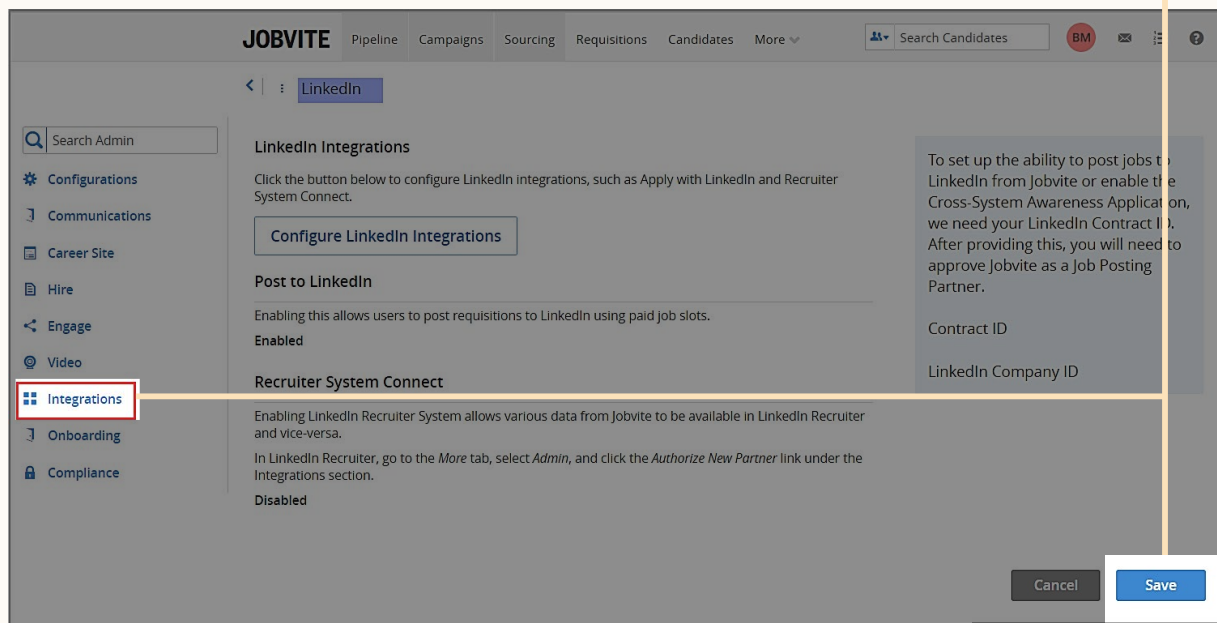 JOBVITE Pipeline Campaigns Sourcing Requisitions Candidates More Search Candidates BM
LinkedIn
Search Admin
Configurations
Communications
Career Site
Hire
Engage
Video
Integrations
Onboarding
Compliance
LinkedIn Integrations
Click the button below to configure LinkedIn integrations, such as Apply with LinkedIn and Recruiter
System Connect.
Configure LinkedIn Integrations
Post to LinkedIn
Enabling this allows users to post requisitions to LinkedIn using paid job slots.
Enabled
Recruiter System Connect
Enabling LinkedIn Recruiter System allows various data from Jobvite to be available in LinkedIn Recruiter
and vice-versa.
In LinkedIn Recruiter, go to the More tab, select Admin, and click the Authorize New Partner link under the
Integrations section.
Disabled
To set up the ability to post jobs to
LinkedIn from Jobvite or enable the
Cross-System Awareness Application,
we need your LinkedIn Contract ID.
After providing this, you will need to
approve Jobvite as a Job Posting
Partner.
Contract ID
LinkedIn Company ID
Cancel Save